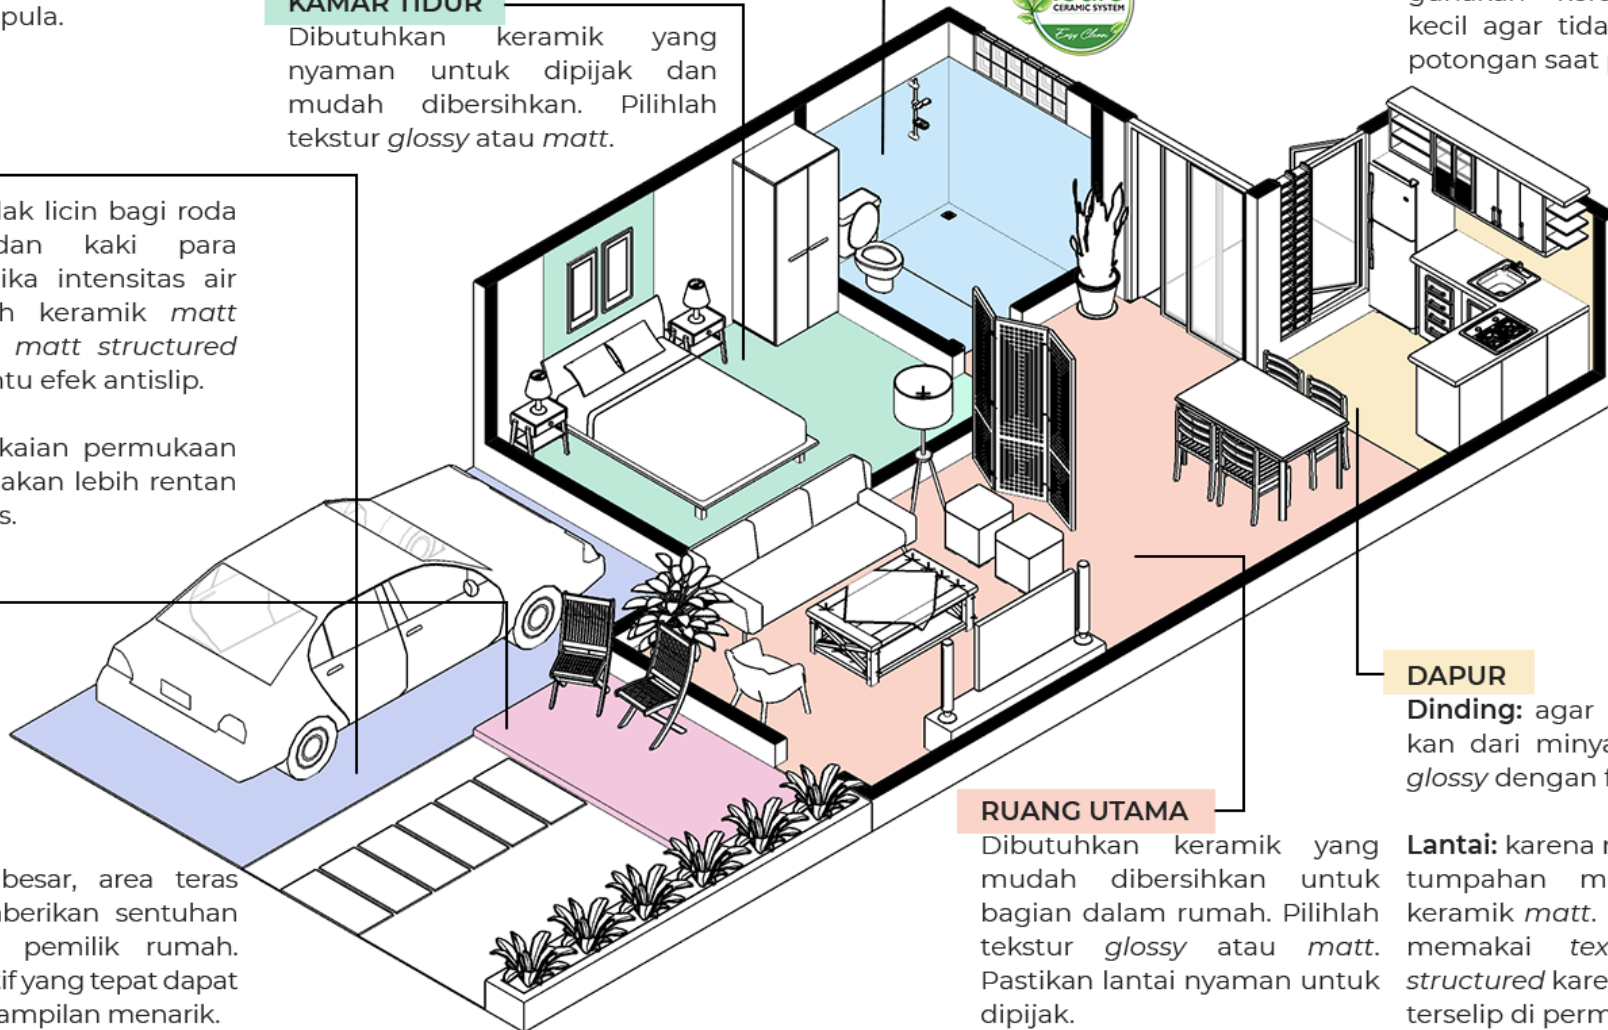 pula.
KAMAR TIDUR
Dibutuhkan keramik yang
nyaman untuk dipijak dan
mudah dibersihkan. Pilihlah
tekstur glossy atau matt.
CERAMIC SYSTEM
Easy Clean
kecil agar
potongan saat
licin bagi roda
dan kaki para
intensitas air
keramik matt
matt structured
efek antislip.
permukaan
akan lebih rentan
DAPUR
Dinding: agar
kan dari
glossy dengan
RUANG UTAMA
Dibutuhkan keramik yang
mudah dibersihkan untuk
bagian dalam rumah. Pilihlah
tekstur glossy atau matt.
Pastikan lantai nyaman untuk
dipijak.
Lantai: karena
tumpahan
keramik matt.
memakai
structured
terselip di
besar, area teras
sentuhan
pemilik rumah.
yang tepat dapat
menarik.